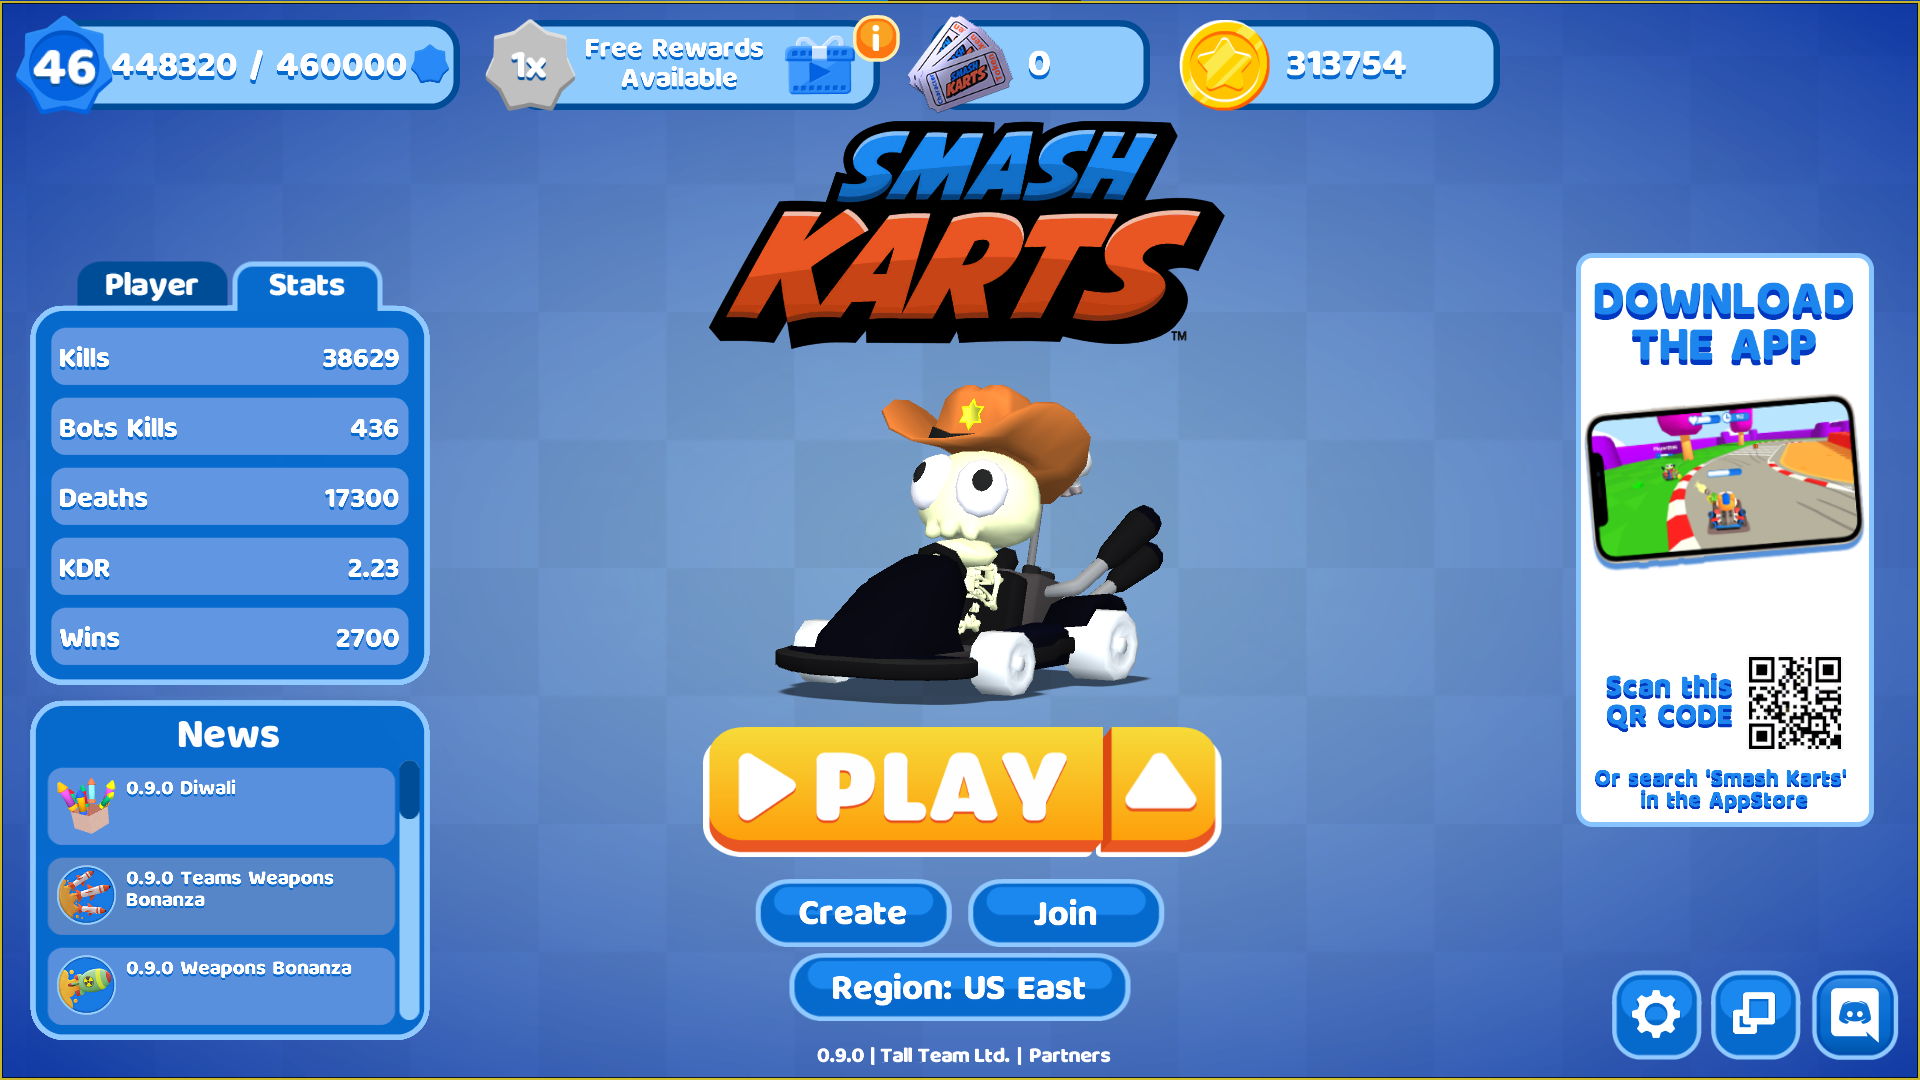 46
448320 / 460000
1x
Free Rewards
Available
i
0
313754
SMASH
KARTS
TM
Player
Stats
Kills
38629
Bots Kills
436
Deaths
17300
KDR
2.23
Wins
2700
News
0.9.0 Diwali
0.9.0 Teams Weapons
Bonanza
0.9.0 Weapons Bonanza
PLAY
Create
Join
Region: US East
0.9.0 | Tall Team Ltd. | Partners
DOWNLOAD
THE APP
Scan this
QR CODE
Or search 'Smash Karts'
in the AppStore